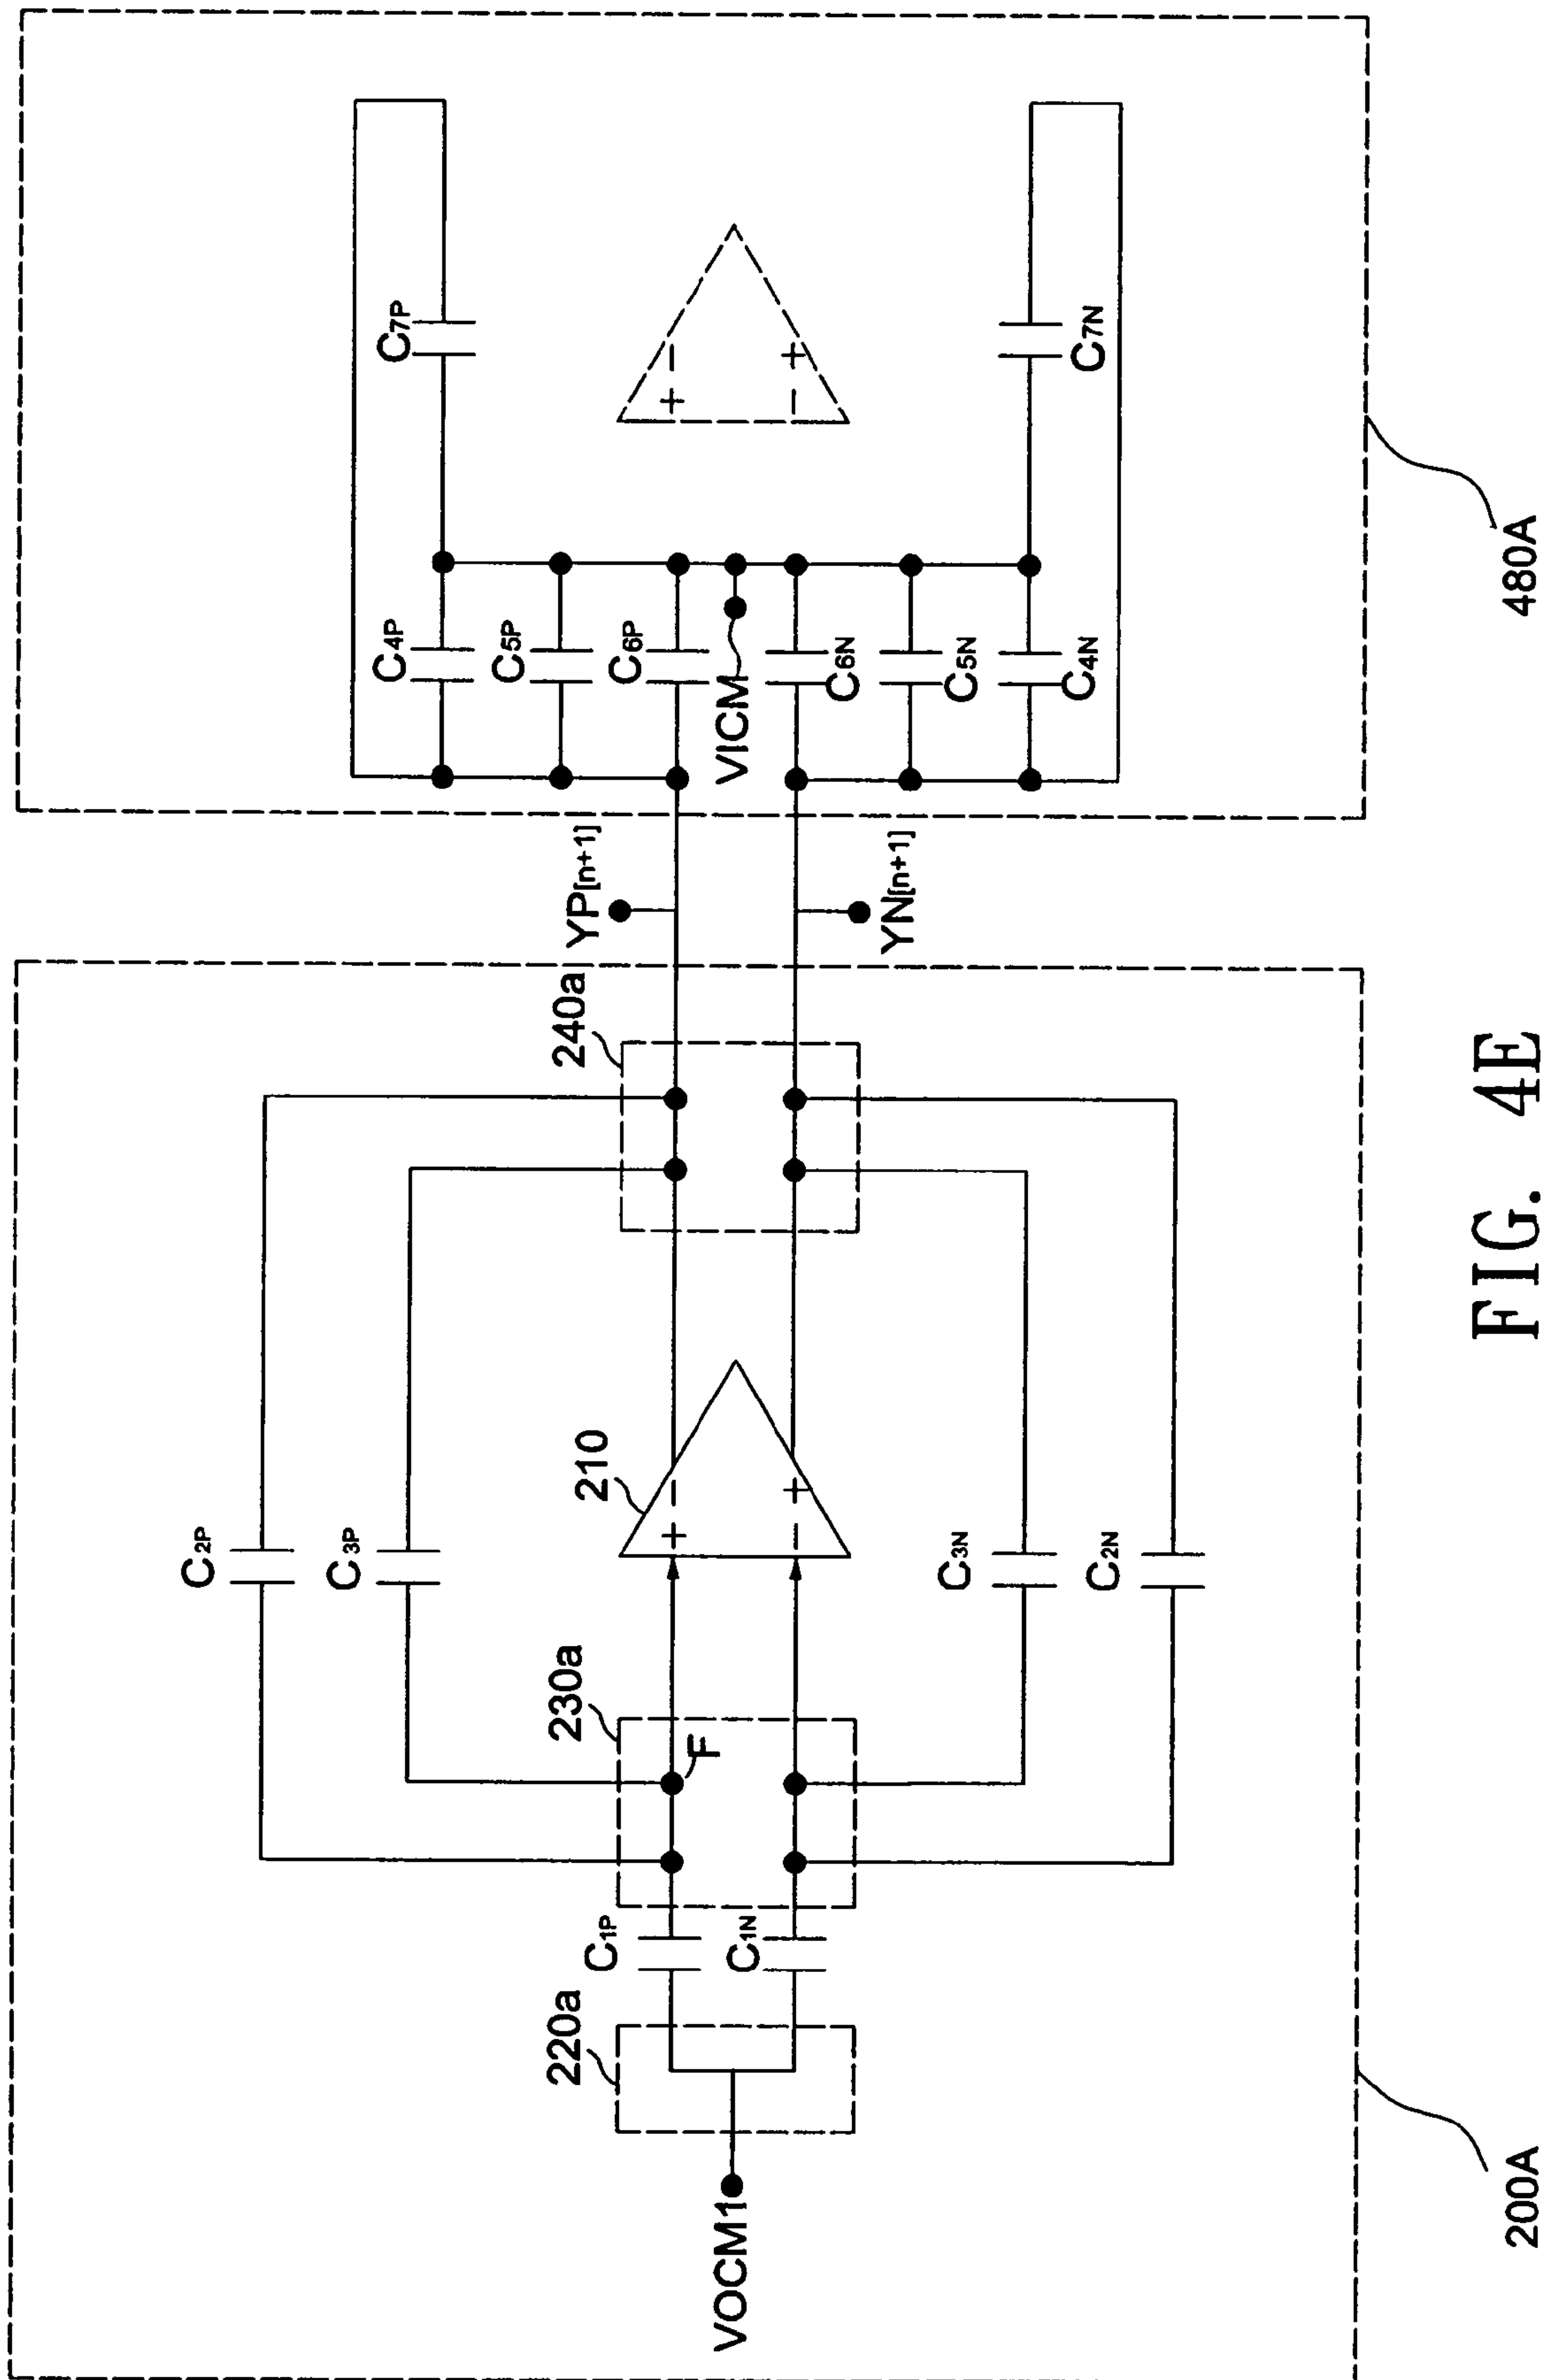 C2P
C3P
C4P
C7P
C5P
C6P
240a
YP[n+1]
210
230a
F
220a
C1P
C1N
VOCM1
VICM
YN[n+1]
C6N
C5N
C4N
C7N
C3N
C2N
+ −
− +
+ −
− +
200A
480A
FIG. 4E